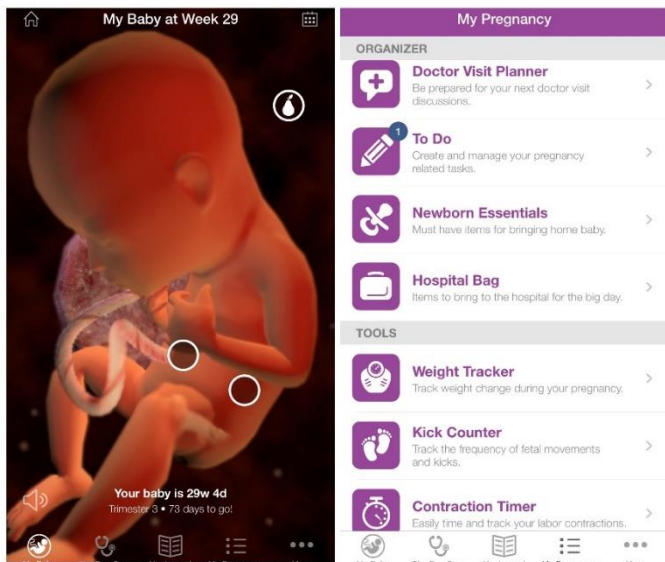 My Baby at Week 29
Your baby is 29w 4d
Trimester 3 • 73 days to go!
My Pregnancy
ORGANIZER
Doctor Visit Planner
Be prepared for your next doctor visit
discussions.
1
To Do
Create and manage your pregnancy
related tasks.
Newborn Essentials
Must have items for bringing home baby.
Hospital Bag
Items to bring to the hospital for the big day.
TOOLS
Weight Tracker
Track weight change during your pregnancy.
Kick Counter
Track the frequency of fetal movements
and kicks.
Contraction Timer
Easily time and track your labor contractions.